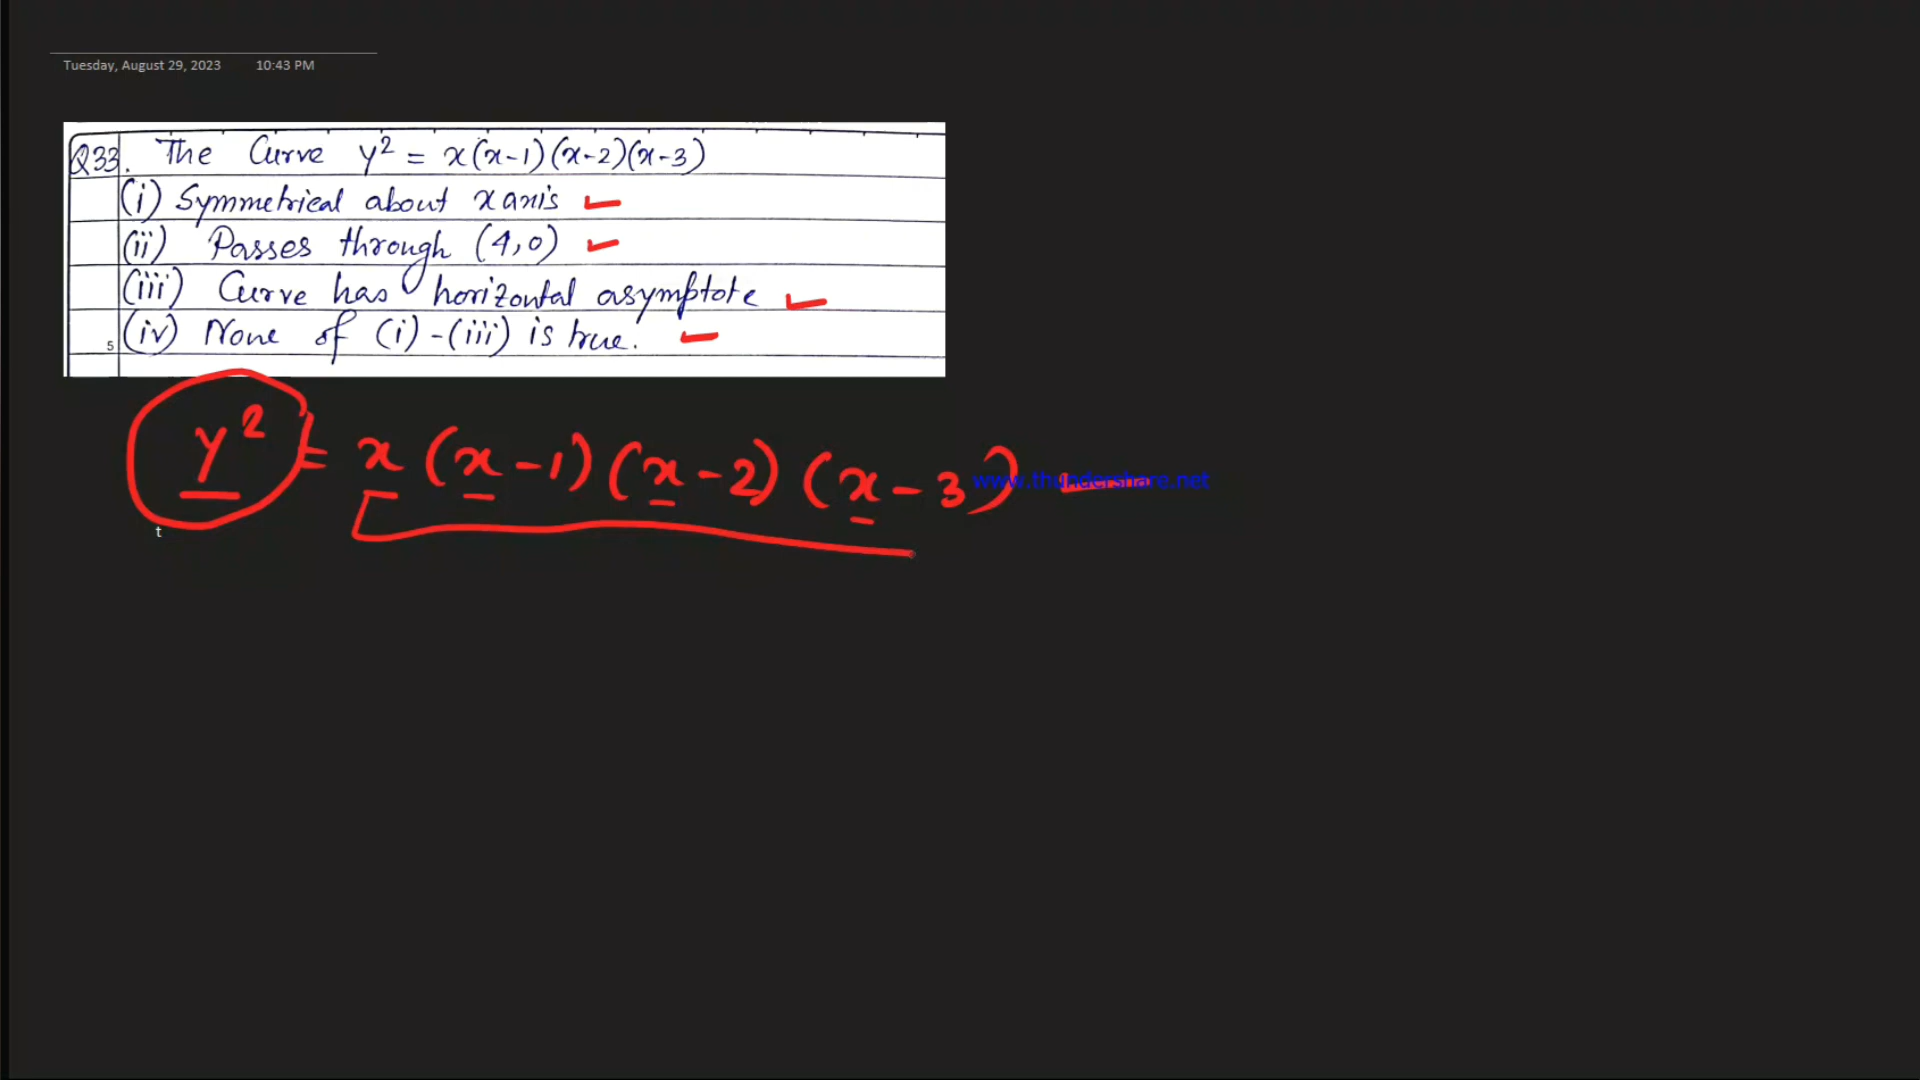 Tuesday, August 29, 2023 10:43 PM
Q33. The Curve y² = x(x-1)(x-2)(x-3)
(i) Symmetrical about x axis
(ii) Passes through (4,0)
(iii) Curve has horizontal asymptote
5 (iv) None of (i)-(iii) is true.
y² = x (x-1) (x-2) (x-3)
www.thundershare.net
t